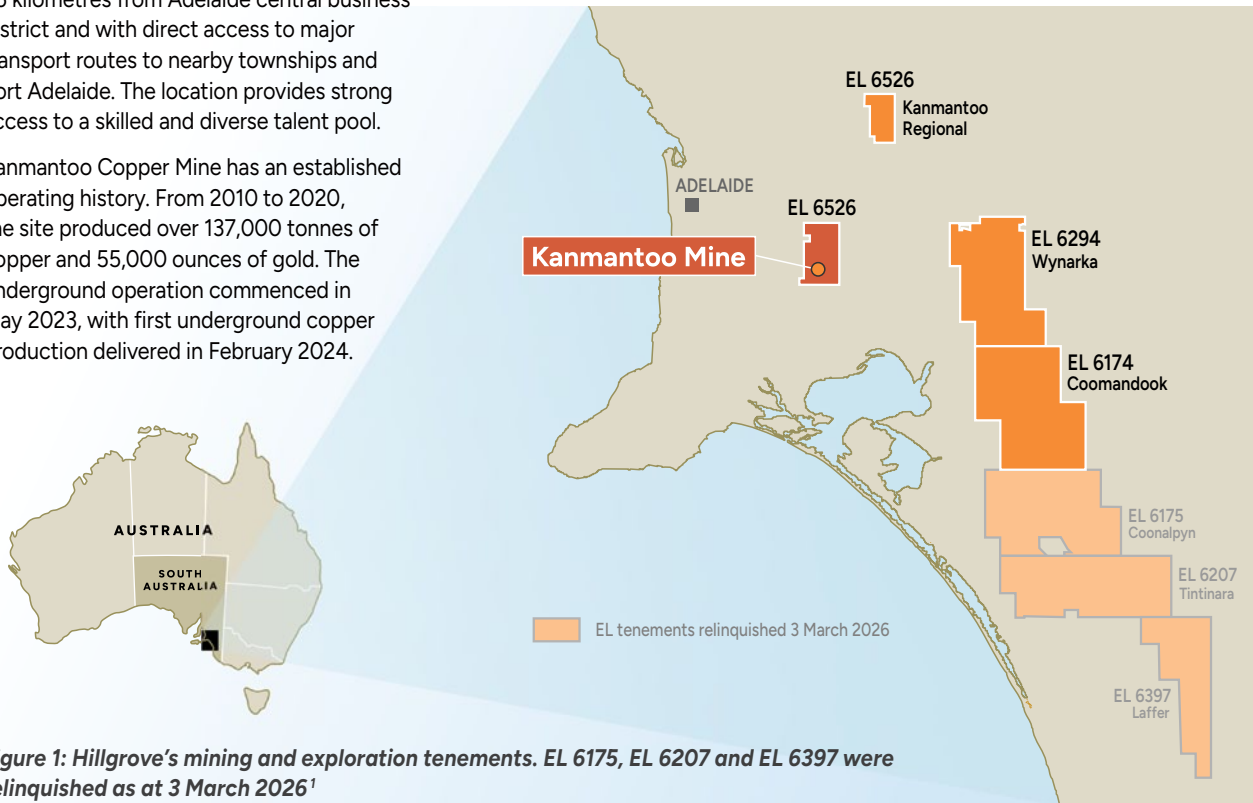 kilometres from Adelaide central business
strict and with direct access to major
ansport routes to nearby townships and
ort Adelaide. The location provides strong
ccess to a skilled and diverse talent pool.
anmantoo Copper Mine has an established
perating history. From 2010 to 2020,
e site produced over 137,000 tonnes of
opper and 55,000 ounces of gold. The
nderground operation commenced in
ay 2023, with first underground copper
roduction delivered in February 2024.
EL 6526
Kanmantoo
Regional
ADELAIDE
EL 6526
Kanmantoo Mine
EL 6294
Wynarka
EL 6174
Coomandook
EL 6175
Coonalpyn
EL 6207
Tintinara
EL 6397
Laffer
AUSTRALIA
SOUTH
AUSTRALIA
EL tenements relinquished 3 March 2026
igure 1: Hillgrove's mining and exploration tenements. EL 6175, EL 6207 and EL 6397 were
elinquished as at 3 March 2026¹